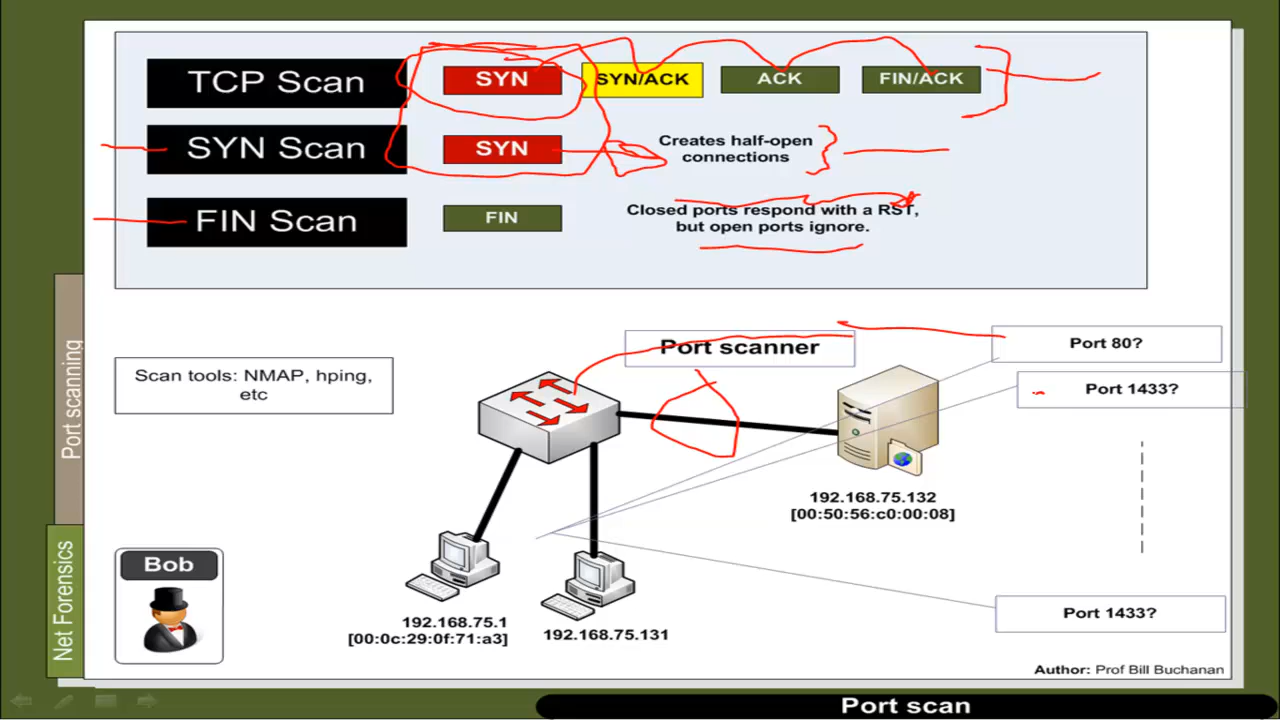 TCP Scan
SYN
SYN/ACK
ACK
FIN/ACK
SYN Scan
SYN
Creates half-open
connections
FIN Scan
FIN
Closed ports respond with a RST,
but open ports ignore.
Port scanning
Net Forensics
Scan tools: NMAP, hping,
etc
Port scanner
Port 80?
Port 1433?
192.168.75.132
[00:50:56:c0:00:08]
Bob
192.168.75.1
[00:0c:29:0f:71:a3]
192.168.75.131
Port 1433?
Author: Prof Bill Buchanan
Port scan